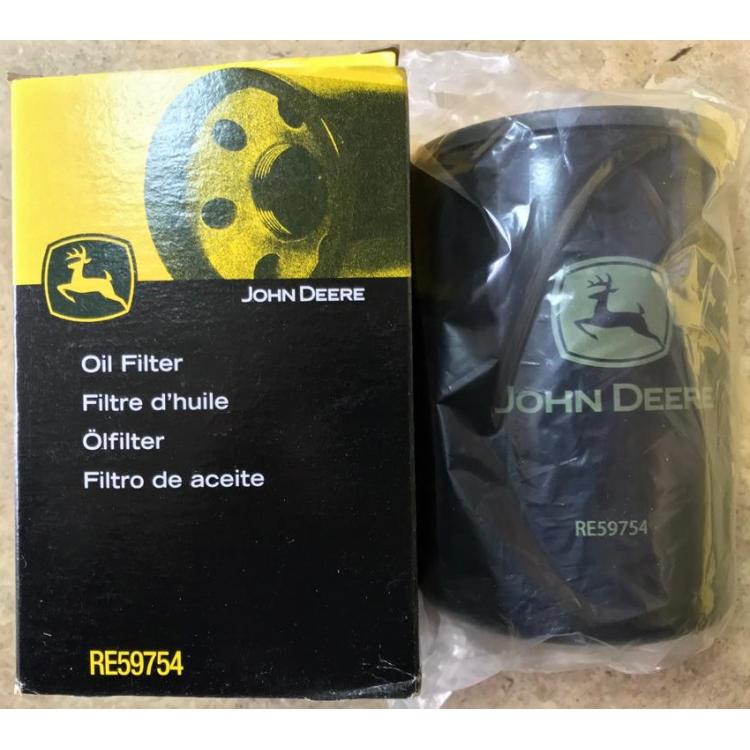 JOHN DEERE
Oil Filter
Filtre d'huile
Ölfilter
Filtro de aceite
RE59754
JOHN DEERE
RE59754